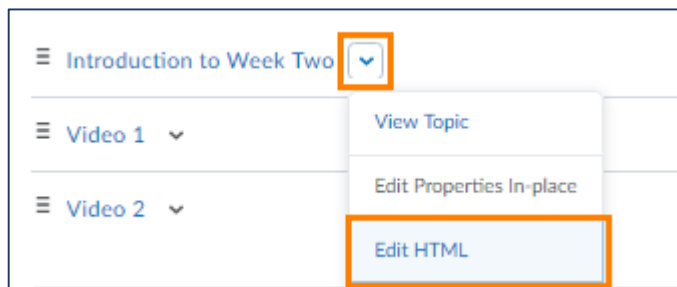 Introduction to Week Two
View Topic
Video 1
Edit Properties In-place
Video 2
Edit HTML